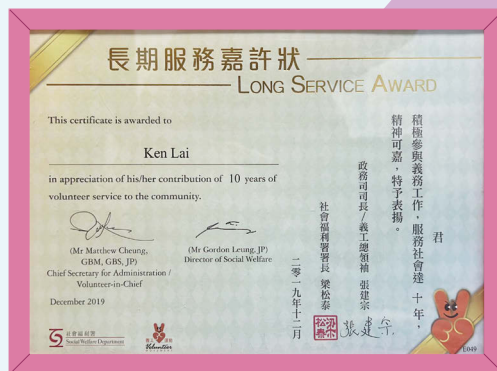 長期服務嘉許狀
LONG SERVICE AWARD
This certificate is awarded to
Ken Lai
in appreciation of his/her contribution of 10 years of
volunteer service to the community.
(Mr Matthew Cheung,
GBM, GBS, JP)
Chief Secretary for Administration /
Volunteer-in-Chief
(Mr Gordon Leung, JP)
Director of Social Welfare
December 2019
君
積極參與義務工作，服務社會達十年，
精神可嘉，特予表揚。
政務司司長/義工總領袖 張建宗
社會福利署署長 梁松泰
二零一九年十二月
張建宗
社會福利署
Social Welfare Department
義工運動
Volunteer
E049